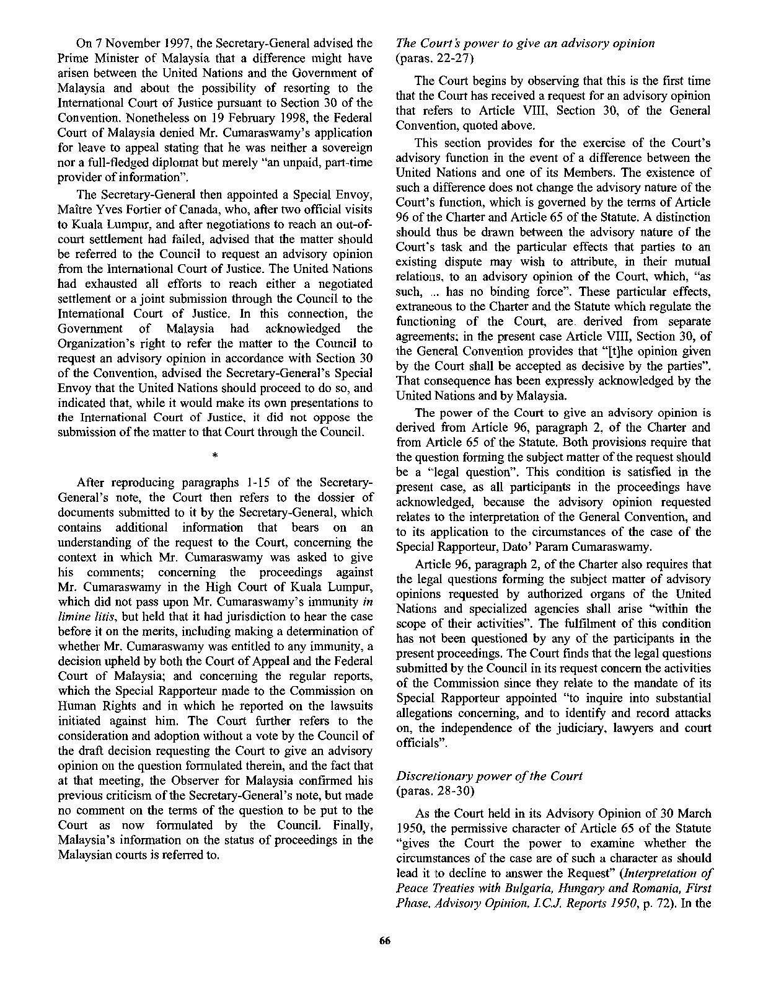 On 7 November 1997, the Secretary-General advised the
Prime Minister of Malaysia that a difference might have
arisen between the United Nations and the Government of
Malaysia and about the possibility of resorting to the
International Court of Justice pursuant to Section 30 of the
Convention. Nonetheless on 19 February 1998, the Federal
Court of Malaysia denied Mr. Cumaraswamy's application
for leave to appeal stating that he was neither a sovereign
nor a full-fledged diplomat but merely "an unpaid, part-time
provider of information".
The Secretary-General then appointed a Special Envoy,
Maître Yves Fortier of Canada, who, after two official visits
to Kuala Lumpur, and after negotiations to reach an out-of-
court settlement had failed, advised that the matter should
be referred to the Council to request an advisory opinion
from the International Court of Justice. The United Nations
had exhausted all efforts to reach either a negotiated
settlement or a joint submission through the Council to the
International Court of Justice. In this connection, the
Government of Malaysia had acknowledged the
Organization's right to refer the matter to the Council to
request an advisory opinion in accordance with Section 30
of the Convention, advised the Secretary-General's Special
Envoy that the United Nations should proceed to do so, and
indicated that, while it would make its own presentations to
the International Court of Justice, it did not oppose the
submission of the matter to that Court through the Council.
*
After reproducing paragraphs 1-15 of the Secretary-
General's note, the Court then refers to the dossier of
documents submitted to it by the Secretary-General, which
contains additional information that bears on an
understanding of the request to the Court, concerning the
context in which Mr. Cumaraswamy was asked to give
his comments; concerning the proceedings against
Mr. Cumaraswamy in the High Court of Kuala Lumpur,
which did not pass upon Mr. Cumaraswamy's immunity in
limine litis, but held that it had jurisdiction to hear the case
before it on the merits, including making a determination of
whether Mr. Cumaraswamy was entitled to any immunity, a
decision upheld by both the Court of Appeal and the Federal
Court of Malaysia; and concerning the regular reports,
which the Special Rapporteur made to the Commission on
Human Rights and in which he reported on the lawsuits
initiated against him. The Court further refers to the
consideration and adoption without a vote by the Council of
the draft decision requesting the Court to give an advisory
opinion on the question formulated therein, and the fact that
at that meeting, the Observer for Malaysia confirmed his
previous criticism of the Secretary-General's note, but made
no comment on the terms of the question to be put to the
Court as now formulated by the Council. Finally,
Malaysia's information on the status of proceedings in the
Malaysian courts is referred to.
The Court's power to give an advisory opinion
(paras. 22-27)
The Court begins by observing that this is the first time
that the Court has received a request for an advisory opinion
that refers to Article VIII, Section 30, of the General
Convention, quoted above.
This section provides for the exercise of the Court's
advisory function in the event of a difference between the
United Nations and one of its Members. The existence of
such a difference does not change the advisory nature of the
Court's function, which is governed by the terms of Article
96 of the Charter and Article 65 of the Statute. A distinction
should thus be drawn between the advisory nature of the
Court's task and the particular effects that parties to an
existing dispute may wish to attribute, in their mutual
relations, to an advisory opinion of the Court, which, "as
such, ... has no binding force". These particular effects,
extraneous to the Charter and the Statute which regulate the
functioning of the Court, are derived from separate
agreements; in the present case Article VIII, Section 30, of
the General Convention provides that "[t]he opinion given
by the Court shall be accepted as decisive by the parties".
That consequence has been expressly acknowledged by the
United Nations and by Malaysia.
The power of the Court to give an advisory opinion is
derived from Article 96, paragraph 2, of the Charter and
from Article 65 of the Statute. Both provisions require that
the question forming the subject matter of the request should
be a "legal question". This condition is satisfied in the
present case, as all participants in the proceedings have
acknowledged, because the advisory opinion requested
relates to the interpretation of the General Convention, and
to its application to the circumstances of the case of the
Special Rapporteur, Dato' Param Cumaraswamy.
Article 96, paragraph 2, of the Charter also requires that
the legal questions forming the subject matter of advisory
opinions requested by authorized organs of the United
Nations and specialized agencies shall arise "within the
scope of their activities". The fulfilment of this condition
has not been questioned by any of the participants in the
present proceedings. The Court finds that the legal questions
submitted by the Council in its request concern the activities
of the Commission since they relate to the mandate of its
Special Rapporteur appointed "to inquire into substantial
allegations concerning, and to identify and record attacks
on, the independence of the judiciary, lawyers and court
officials".
Discretionary power of the Court
(paras. 28-30)
As the Court held in its Advisory Opinion of 30 March
1950, the permissive character of Article 65 of the Statute
"gives the Court the power to examine whether the
circumstances of the case are of such a character as should
lead it to decline to answer the Request" (Interpretation of
Peace Treaties with Bulgaria, Hungary and Romania, First
Phase, Advisory Opinion, I.C.J. Reports 1950, p. 72). In the
66